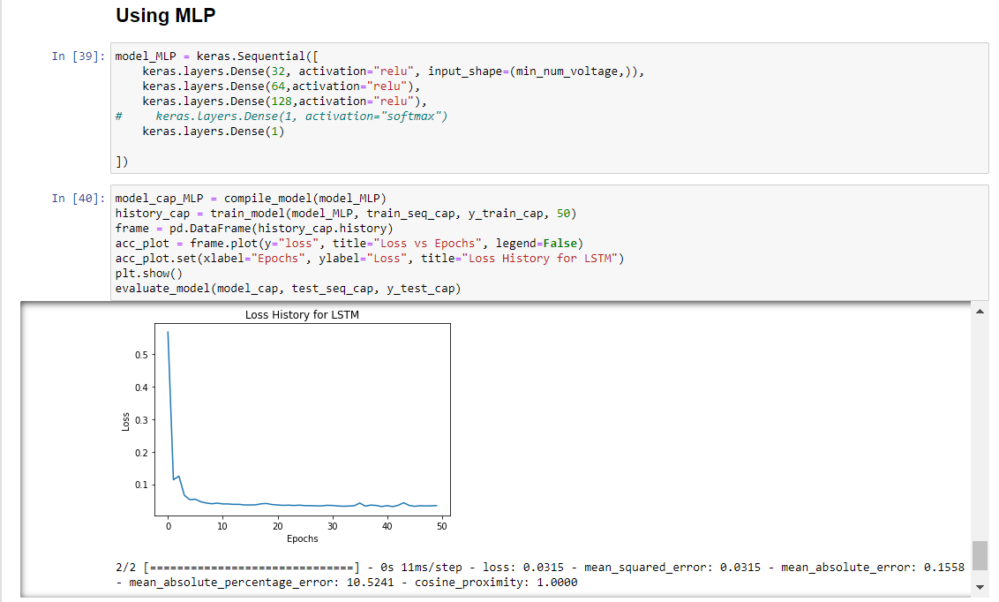 Using MLP
In [39]: model_MLP = keras.Sequential([
    keras.layers.Dense(32, activation="relu", input_shape=(min_num_voltage,)),
    keras.layers.Dense(64,activation="relu"),
    keras.layers.Dense(128,activation="relu"),
#     keras.layers.Dense(1, activation="softmax")
    keras.layers.Dense(1)
])
In [40]: model_cap_MLP = compile_model(model_MLP)
history_cap = train_model(model_MLP, train_seq_cap, y_train_cap, 50)
frame = pd.DataFrame(history_cap.history)
acc_plot = frame.plot(y="loss", title="Loss vs Epochs", legend=False)
acc_plot.set(xlabel="Epochs", ylabel="Loss", title="Loss History for LSTM")
plt.show()
evaluate_model(model_cap, test_seq_cap, y_test_cap)
Loss History for LSTM
0.5
0.4
0.3
0.2
0.1
Loss
0 10 20 30 40 50
Epochs
2/2 [==============================] - 0s 11ms/step - loss: 0.0315 - mean_squared_error: 0.0315 - mean_absolute_error: 0.1558
- mean_absolute_percentage_error: 10.5241 - cosine_proximity: 1.0000